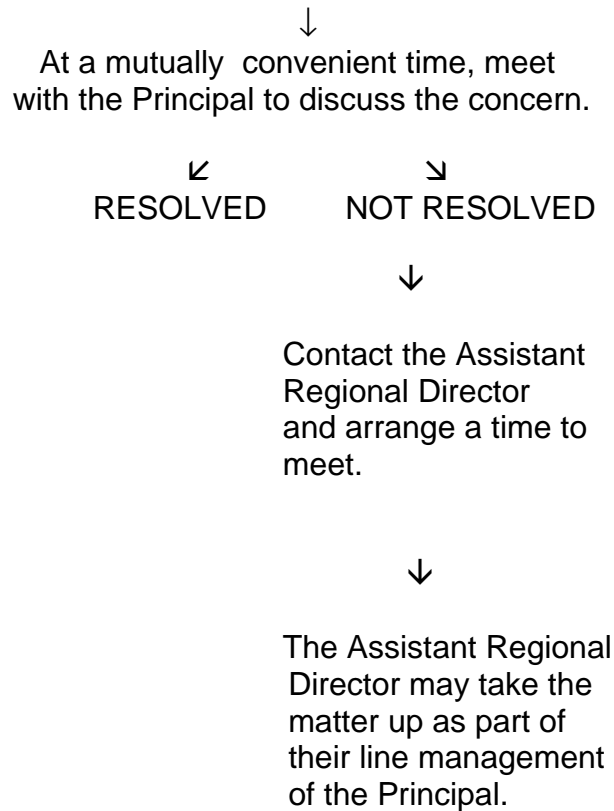 ↓
At a mutually  convenient time, meet
with the Principal to discuss the concern.
↙ ↘
RESOLVED NOT RESOLVED
↓
Contact the Assistant
Regional Director
and arrange a time to
meet.
↓
The Assistant Regional
Director may take the
matter up as part of
their line management
of the Principal.